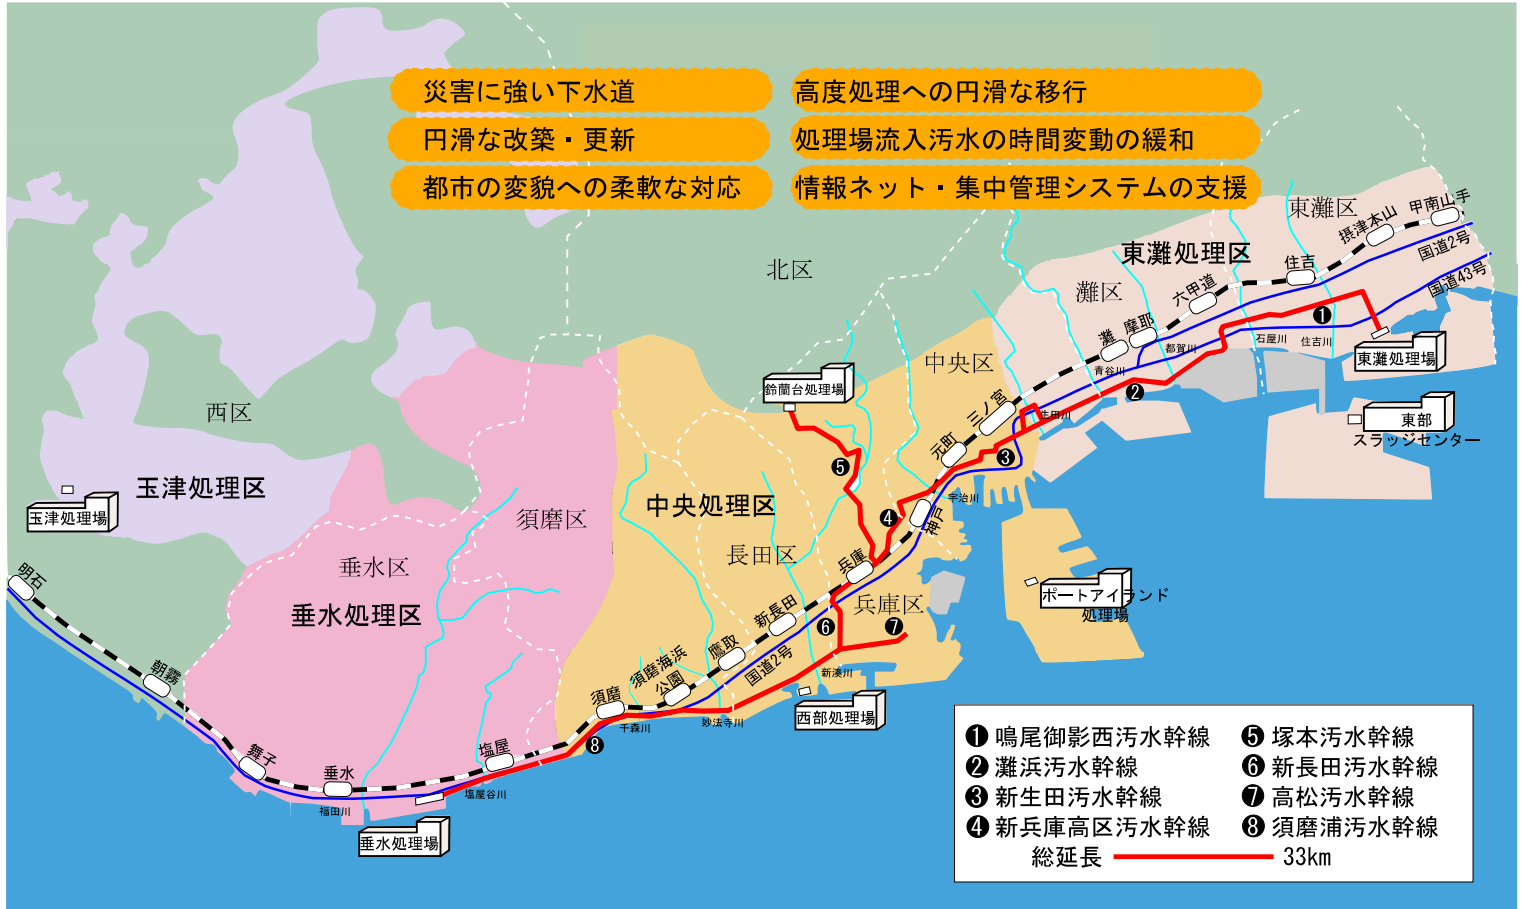 災害に強い下水道
高度処理への円滑な移行
円滑な改築・更新
処理場流入汚水の時間変動の緩和
都市の変貌への柔軟な対応
情報ネット・集中管理システムの支援
東灘区
甲南山手
摂津本山
国道2号
東灘処理区
住吉
北区
国道43号
灘区
六甲道
摩耶
灘
石屋川
住吉川
都賀川
青谷川
❶
東灘処理場
中央区
鈴蘭台処理場
❷
西区
三ノ宮
生田川
東部
スラッジセンター
元町
❸
❺
玉津処理区
宇治川
中央処理区
玉津処理場
須磨区
❹
神戸
長田区
垂水区
兵庫
明石
ポートアイランド
処理場
兵庫区
垂水処理区
新長田
❻
❼
鷹取
国道2号
須磨海浜
公園
新湊川
朝霧
須磨
西部処理場
妙法寺川
千森川
❽
塩屋
舞子
垂水
塩屋谷川
福田川
垂水処理場
❶ 鳴尾御影西汚水幹線
❺ 塚本汚水幹線
❷ 灘浜汚水幹線
❻ 新長田汚水幹線
❸ 新生田汚水幹線
❼ 高松汚水幹線
❹ 新兵庫高区汚水幹線
❽ 須磨浦汚水幹線
総延長 33km